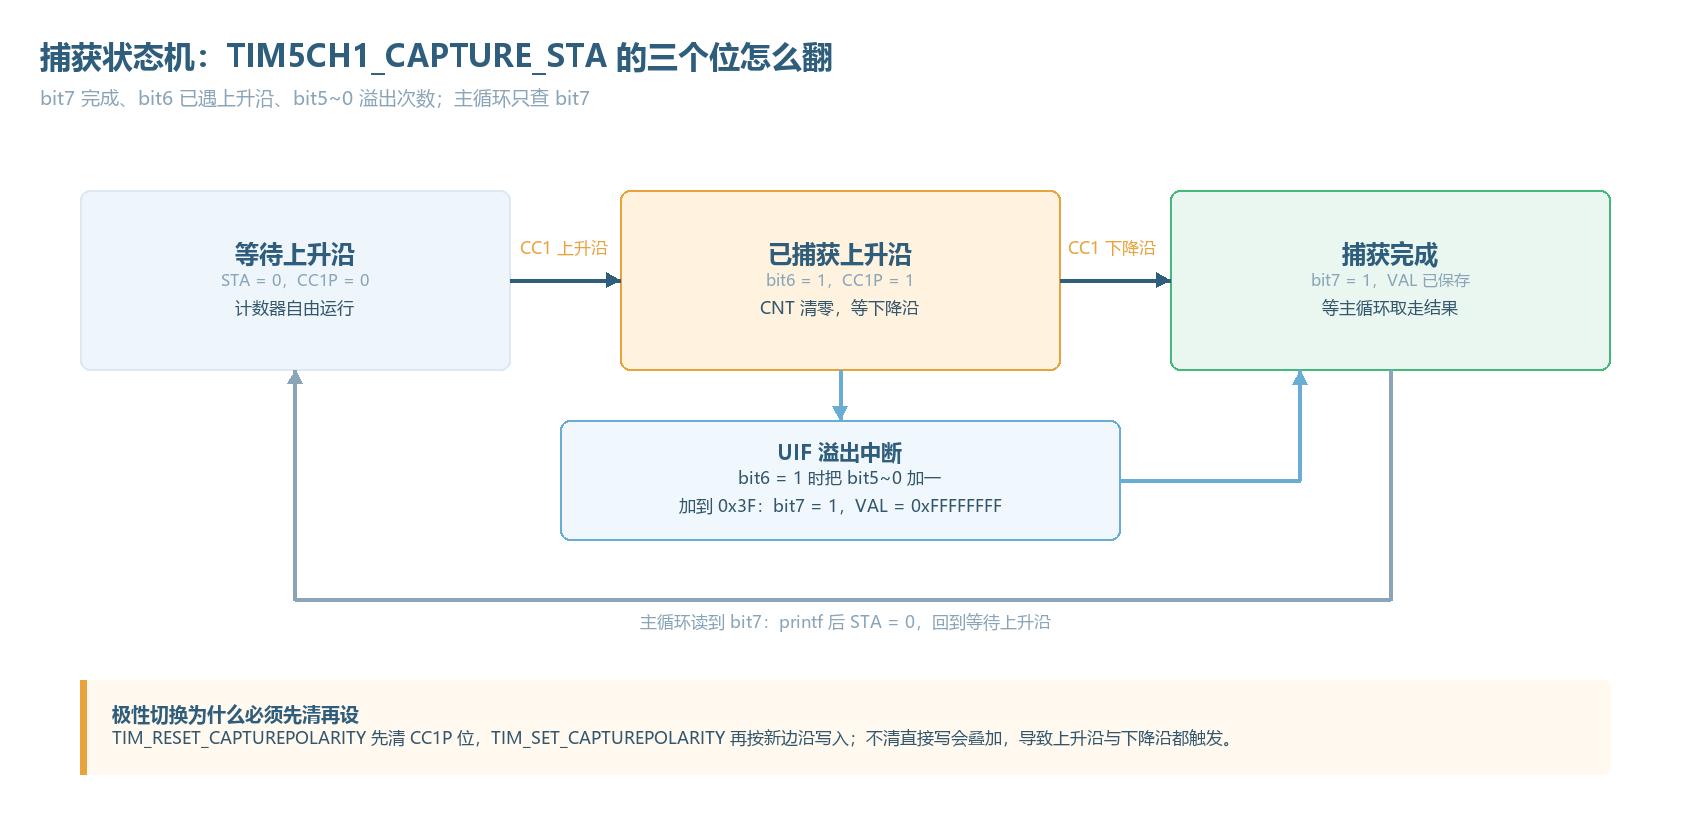 捕获状态机：TIM5CH1_CAPTURE_STA 的三个位怎么翻
bit7 完成、bit6 已遇上升沿、bit5~0 溢出次数；主循环只查 bit7
等待上升沿
STA = 0，CC1P = 0
计数器自由运行
CC1 上升沿
已捕获上升沿
bit6 = 1，CC1P = 1
CNT 清零，等下降沿
CC1 下降沿
捕获完成
bit7 = 1，VAL 已保存
等主循环取走结果
UIF 溢出中断
bit6 = 1 时把 bit5~0 加一
加到 0x3F：bit7 = 1，VAL = 0xFFFFFFFF
主循环读到 bit7：printf 后 STA = 0，回到等待上升沿
极性切换为什么必须先清再设
TIM_RESET_CAPTUREPOLARITY 先清 CC1P 位，TIM_SET_CAPTUREPOLARITY 再按新边沿写入；不清直接写会叠加，导致上升沿与下降沿都触发。